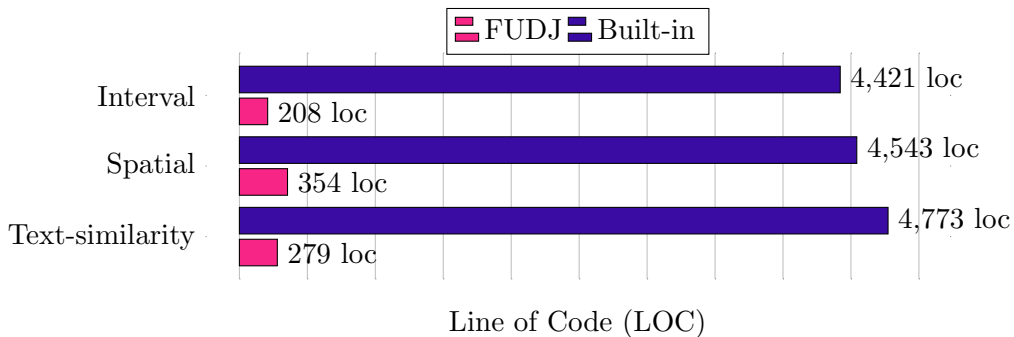 FUDJ Built-in
Interval
4,421 loc
208 loc
Spatial
4,543 loc
354 loc
Text-similarity
4,773 loc
279 loc
Line of Code (LOC)